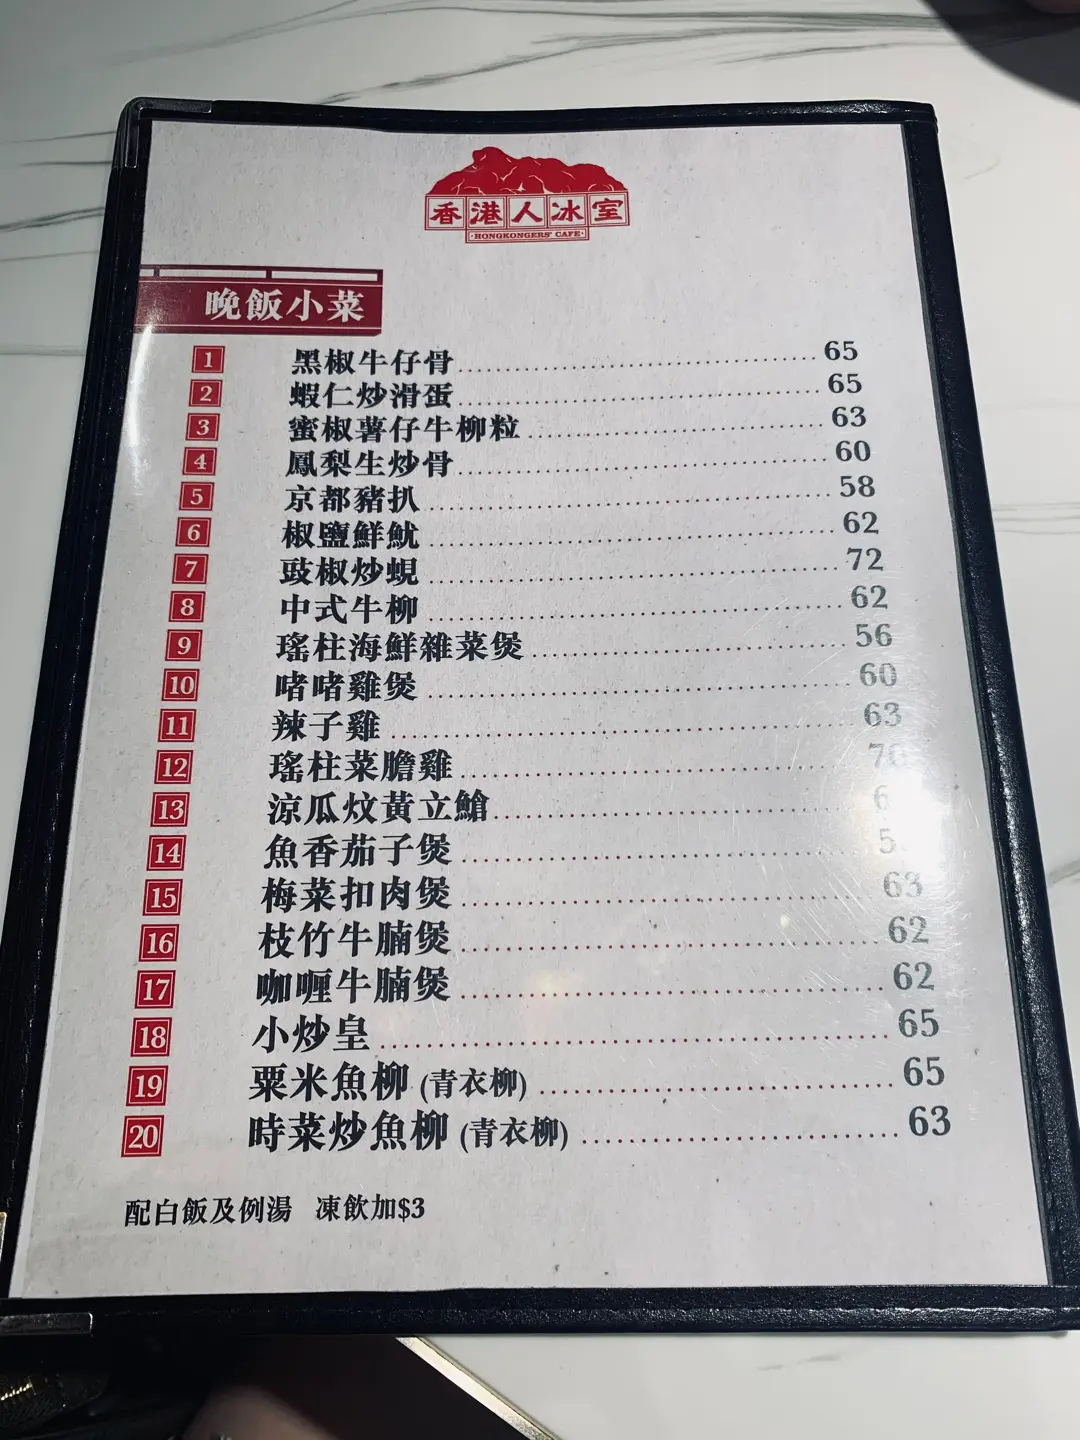 香港人冰室
·HONGKONGERS' CAFE·
晚飯小菜
1 黑椒牛仔骨 65
2 蝦仁炒滑蛋 65
3 蜜椒薯仔牛柳粒 63
4 鳳梨生炒骨 60
5 京都豬扒 58
6 椒鹽鮮魷 62
7 豉椒炒蜆 72
8 中式牛柳 62
9 瑤柱海鮮雜菜煲 56
10 啫啫雞煲 60
11 辣子雞 63
12 瑤柱菜膽雞
13 涼瓜炆黃立鱠
14 魚香茄子煲
15 梅菜扣肉煲 63
16 枝竹牛腩煲 62
17 咖喱牛腩煲 62
18 小炒皇 65
19 粟米魚柳 (青衣柳) 65
20 時菜炒魚柳 (青衣柳) 63
配白飯及例湯 凍飲加$3